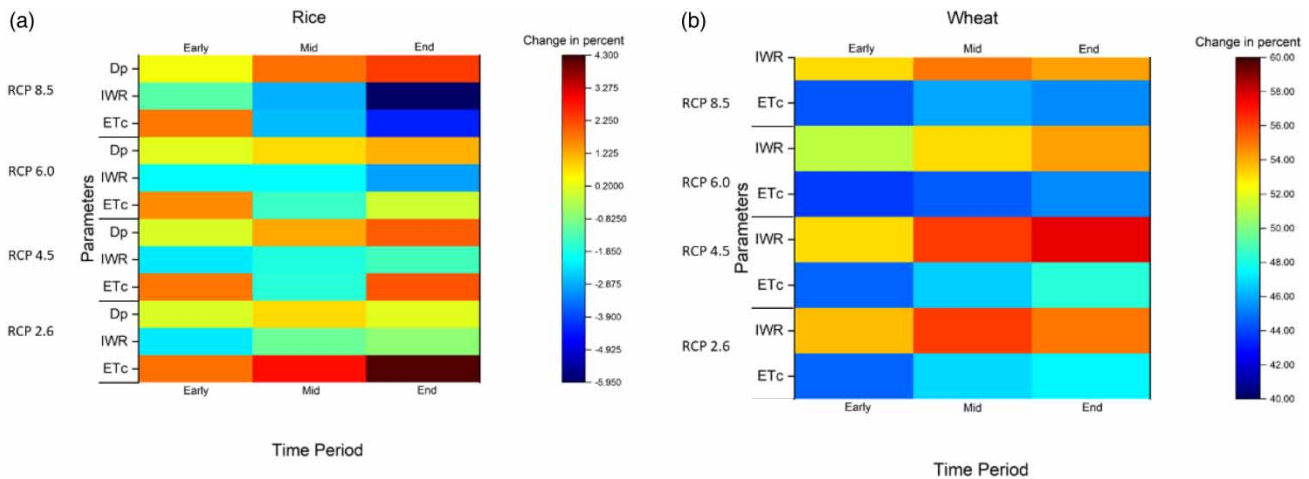 (a)
Rice
Change in percent
Early Mid End
4.300
3.275
2.250
1.225
0.2000
-0.8250
-1.850
-2.875
-3.900
-4.925
-5.950
RCP 8.5
Dp
IWR
ETc
RCP 6.0
Dp
IWR
ETc
RCP 4.5
Dp
IWR
ETc
RCP 2.6
Dp
IWR
ETc
Parameters
Early Mid End
Time Period
(b)
Wheat
Change in percent
Early Mid End
60.00
58.00
56.00
54.00
52.00
50.00
48.00
46.00
44.00
42.00
40.00
RCP 8.5
IWR
ETc
RCP 6.0
IWR
ETc
RCP 4.5
IWR
ETc
RCP 2.6
IWR
ETc
Parameters
Early Mid End
Time Period